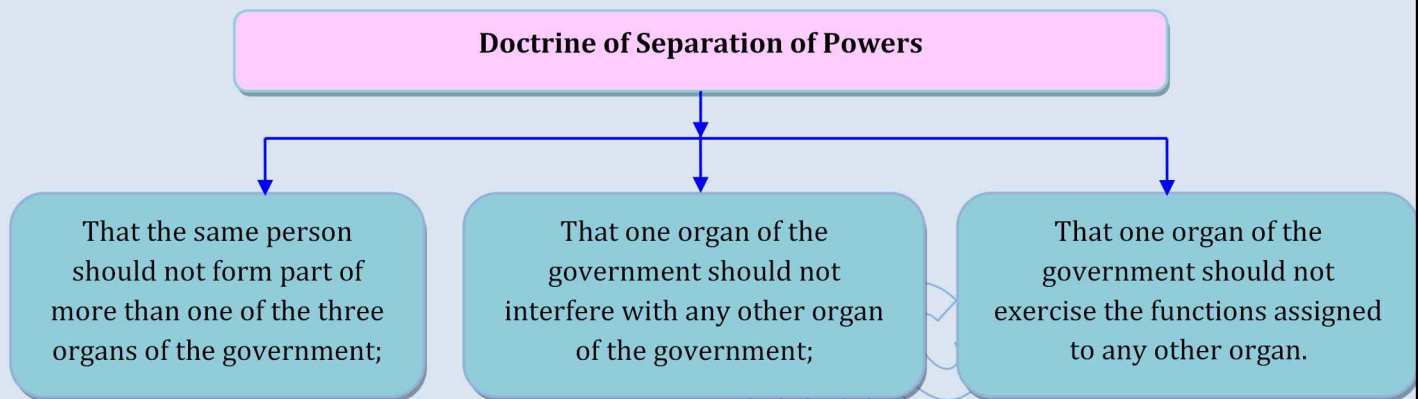 Doctrine of Separation of Powers
That the same person
should not form part of
more than one of the three
organs of the government;
That one organ of the
government should not
interfere with any other organ
of the government;
That one organ of the
government should not
exercise the functions assigned
to any other organ.